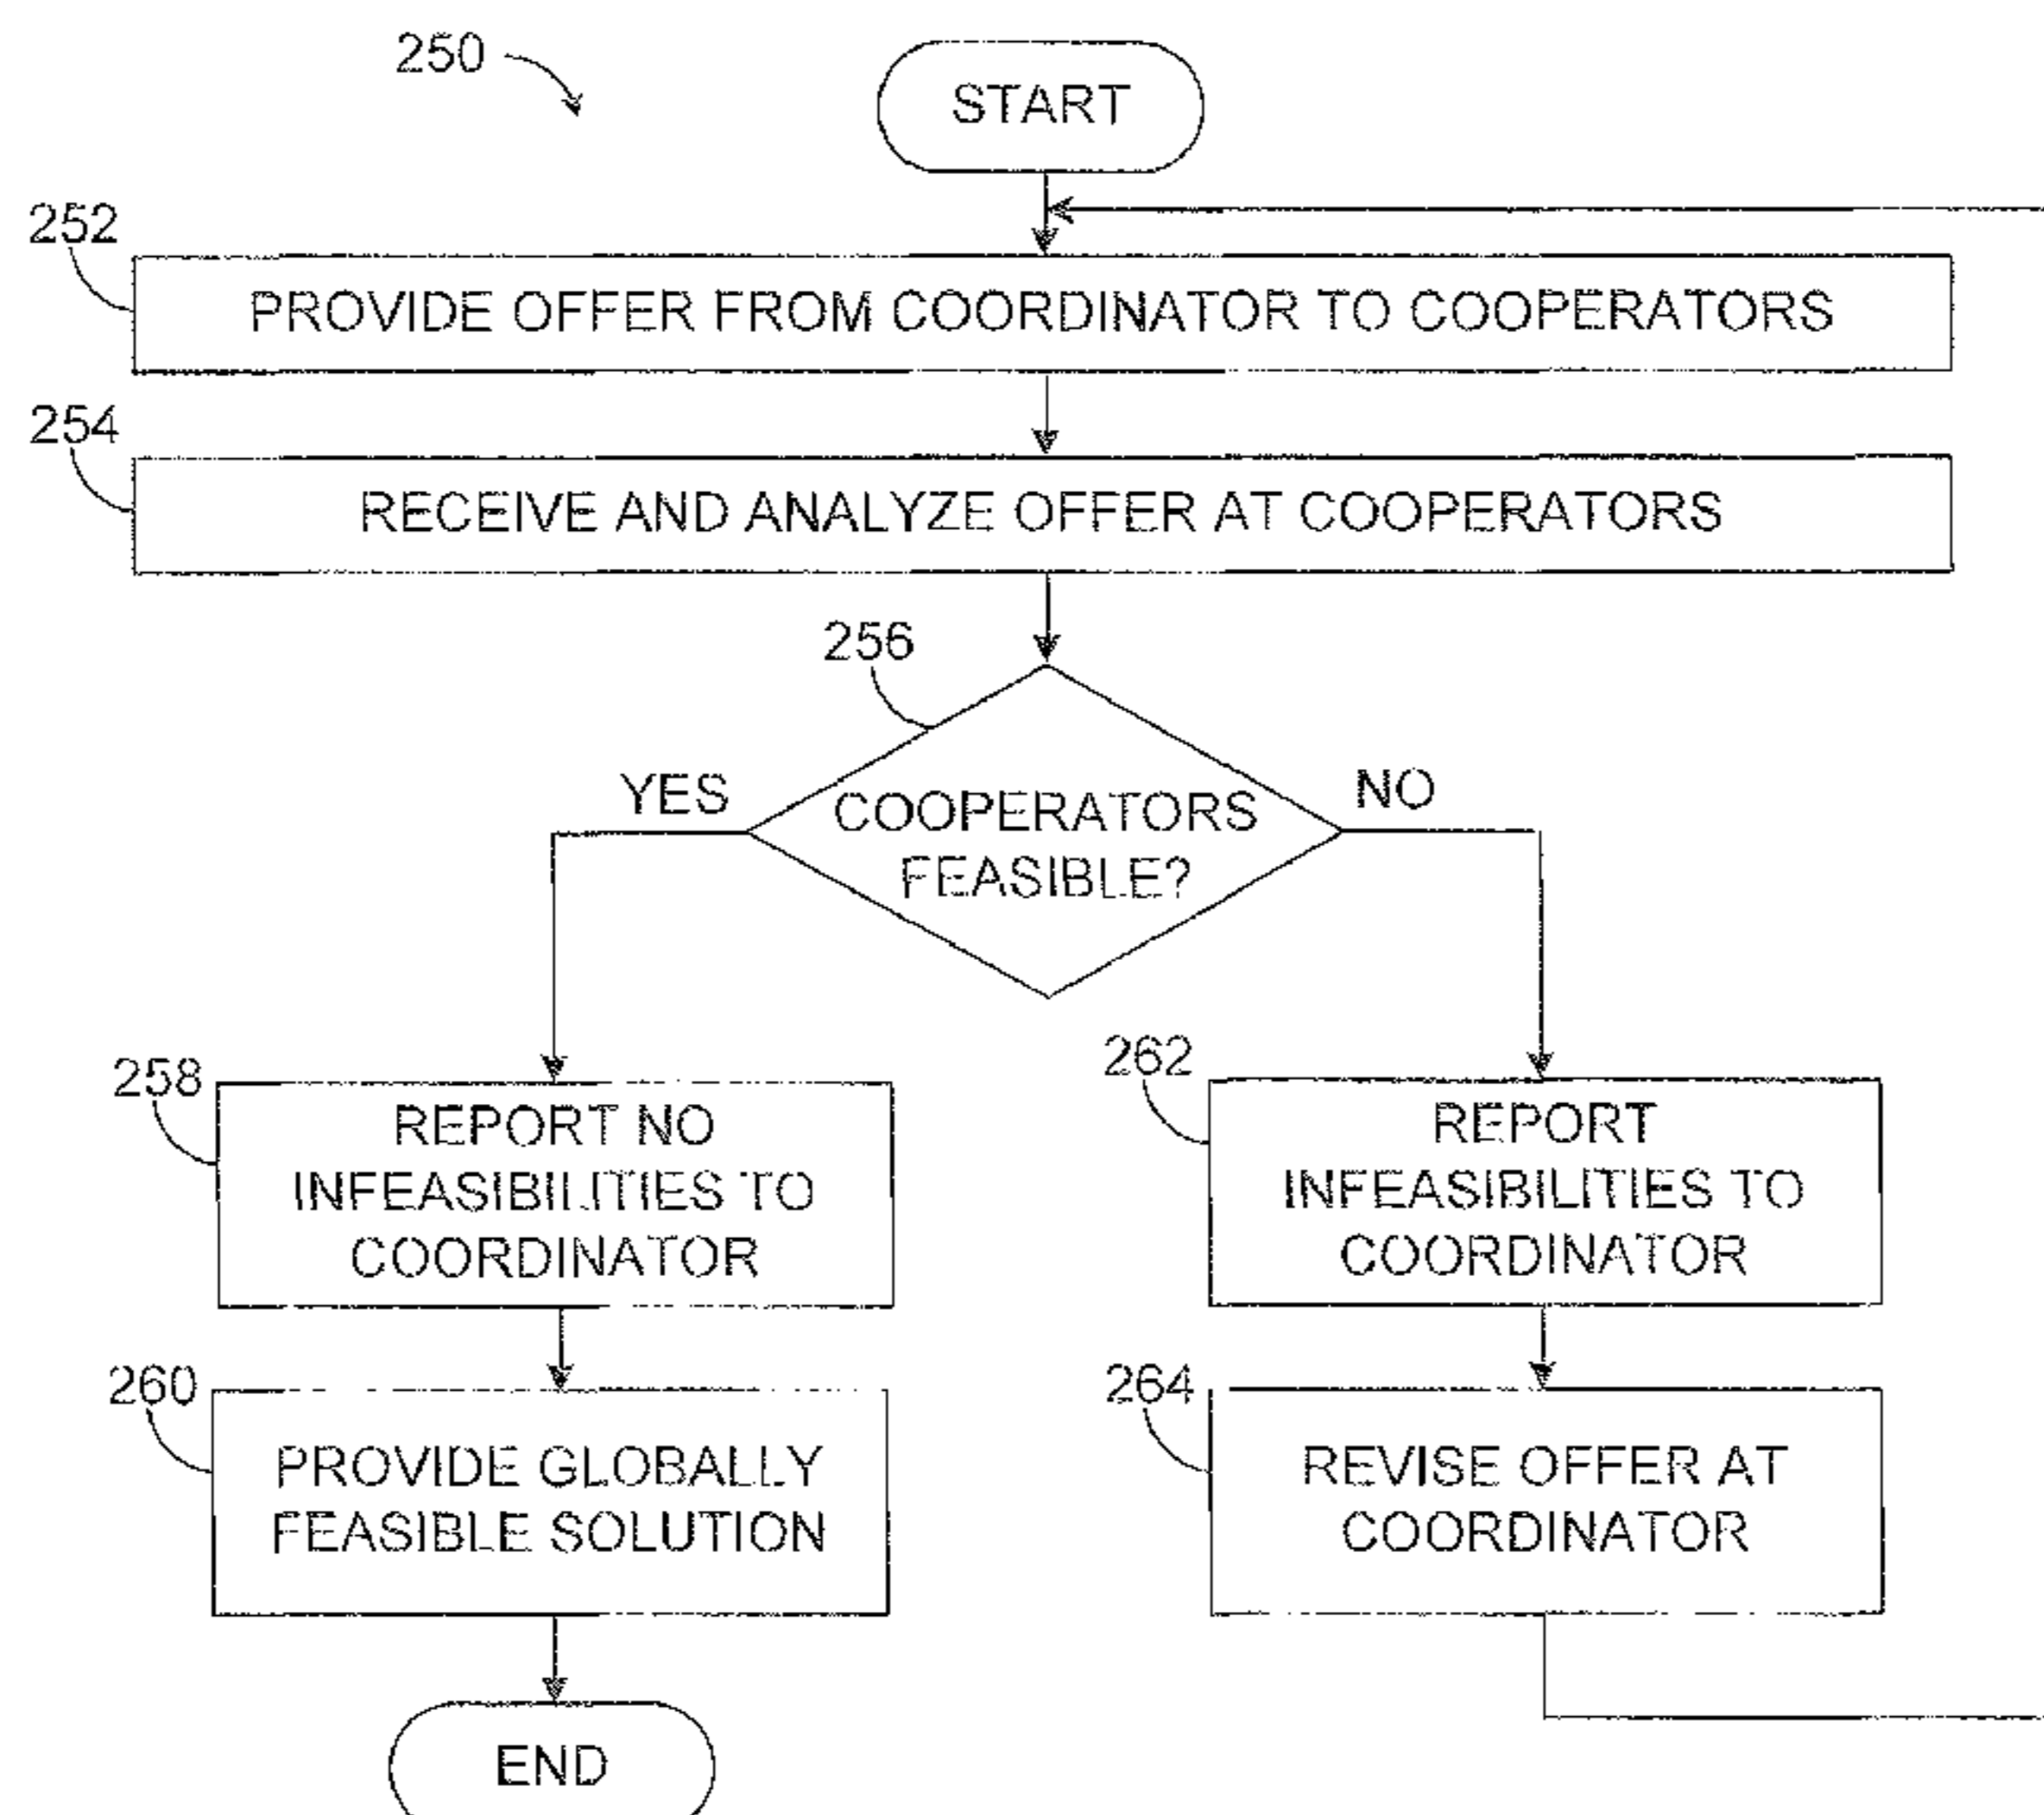 250
START
252
PROVIDE OFFER FROM COORDINATOR TO COOPERATORS
254
RECEIVE AND ANALYZE OFFER AT COOPERATORS
256
YES
COOPERATORS
FEASIBLE?
NO
258
REPORT NO
INFEASIBILITIES TO
COORDINATOR
262
REPORT
INFEASIBILITIES TO
COORDINATOR
260
PROVIDE GLOBALLY
FEASIBLE SOLUTION
264
REVISE OFFER AT
COORDINATOR
END